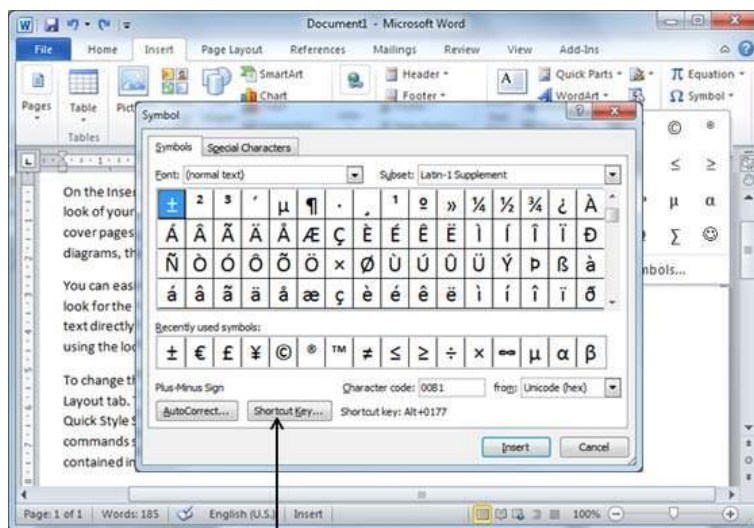 W Document1 - Microsoft Word
File Home Insert Page Layout References Mailings Review View Add-Ins
SmartArt Header Quick Parts π Equation
Pages Table Chart A Footer WordArt Ω Symbol
Tables
Symbol
© ®
Symbols Special Characters
Font: (normal text) Subset: Latin-1 Supplement
≤ ≥
On the Inser
± ² ³ ´ µ ¶ · ¸ ¹ º » ¼ ½ ¾ ¿ À
µ α
look of your
cover pages
Á Â Ã Ä Å Æ Ç È É Ê Ë Ì Í Î Ï Ð
∑
diagrams, th
Ñ Ò Ó Ô Õ Ö × Ø Ù Ú Û Ü Ý Þ ß à
mbols...
You can easi
á â ã ä å æ ç è é ê ë ì í î ï ð
look for the
text directly
Recently used symbols:
using the loo
± € £ ¥ © ® ™ ≠ ≤ ≥ ÷ × ∞ µ α β
To change th
Plus-Minus Sign Character code: 00B1 from: Unicode (hex)
Layout tab.
AutoCorrect... Shortcut Key... Shortcut key: Alt+0177
Quick Style S
commands s
Insert Cancel
contained in
Page: 1 of 1 Words: 185 English (U.S.) Insert 100%